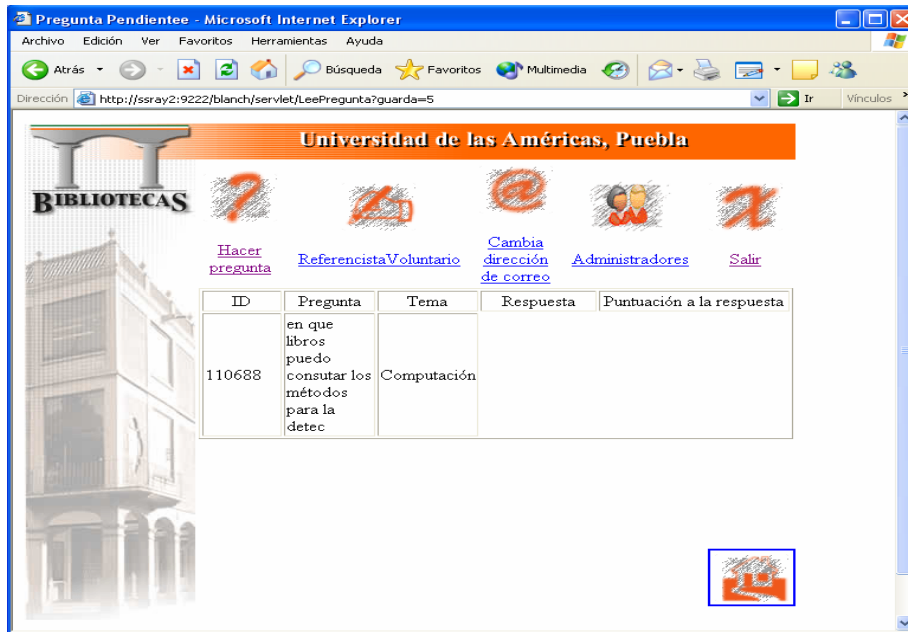 Pregunta Pendientee - Microsoft Internet Explorer
Archivo Edición Ver Favoritos Herramientas Ayuda
Atrás Búsqueda Favoritos Multimedia
Dirección http://ssray2:9222/blanch/servlet/LeePregunta?guarda=5 Ir Vínculos »
Universidad de las Américas, Puebla
BIBLIOTECAS
Hacer
pregunta
ReferencistaVoluntario
Cambia
dirección
de correo
Administradores
Salir
ID Pregunta Tema Respuesta Puntuación a la respuesta
110688
en que
libros
puedo
consutar los
métodos
para la
detec
Computación